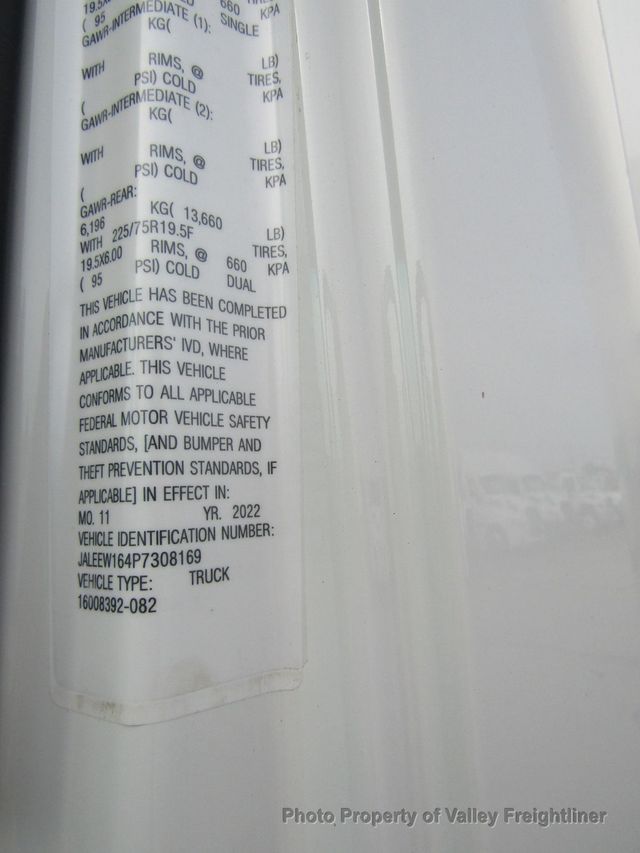 ( 95 660 KPA
GAWR-INTERMEDIATE (1): SINGLE
KG( LB)
WITH RIMS, @ TIRES,
( PSI) COLD KPA
GAWR-INTERMEDIATE (2):
KG( LB)
WITH RIMS, @ TIRES,
( PSI) COLD KPA
GAWR-REAR:
6,196 KG( 13,660 LB)
WITH 225/75R19.5F TIRES,
19.5X6.00 RIMS, @ 660 KPA
( 95 PSI) COLD DUAL
THIS VEHICLE HAS BEEN COMPLETED
IN ACCORDANCE WITH THE PRIOR
MANUFACTURERS' IVD, WHERE
APPLICABLE. THIS VEHICLE
CONFORMS TO ALL APPLICABLE
FEDERAL MOTOR VEHICLE SAFETY
STANDARDS, [AND BUMPER AND
THEFT PREVENTION STANDARDS, IF
APPLICABLE] IN EFFECT IN:
MO. 11 YR. 2022
VEHICLE IDENTIFICATION NUMBER:
JALEEW164P7308169
VEHICLE TYPE: TRUCK
16008392-082
Photo Property of Valley Freightliner